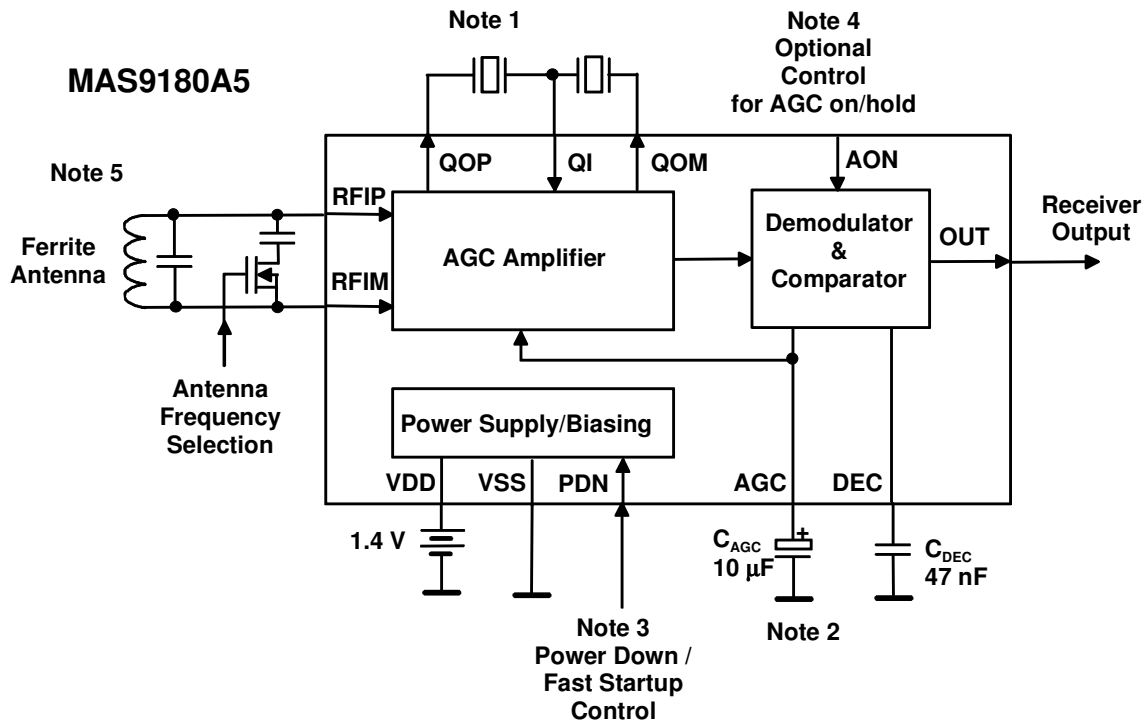 Note 1
Note 4
Optional
Control
for AGC on/hold
MAS9180A5
Note 5
QOP
QI
QOM
AON
RFIP
Ferrite
Antenna
AGC Amplifier
RFIM
Demodulator
&
Comparator
OUT
Receiver
Output
Antenna
Frequency
Selection
Power Supply/Biasing
VDD
VSS
PDN
AGC
DEC
1.4 V
+
CAGC
10 μF
CDEC
47 nF
Note 3
Power Down /
Fast Startup
Control
Note 2